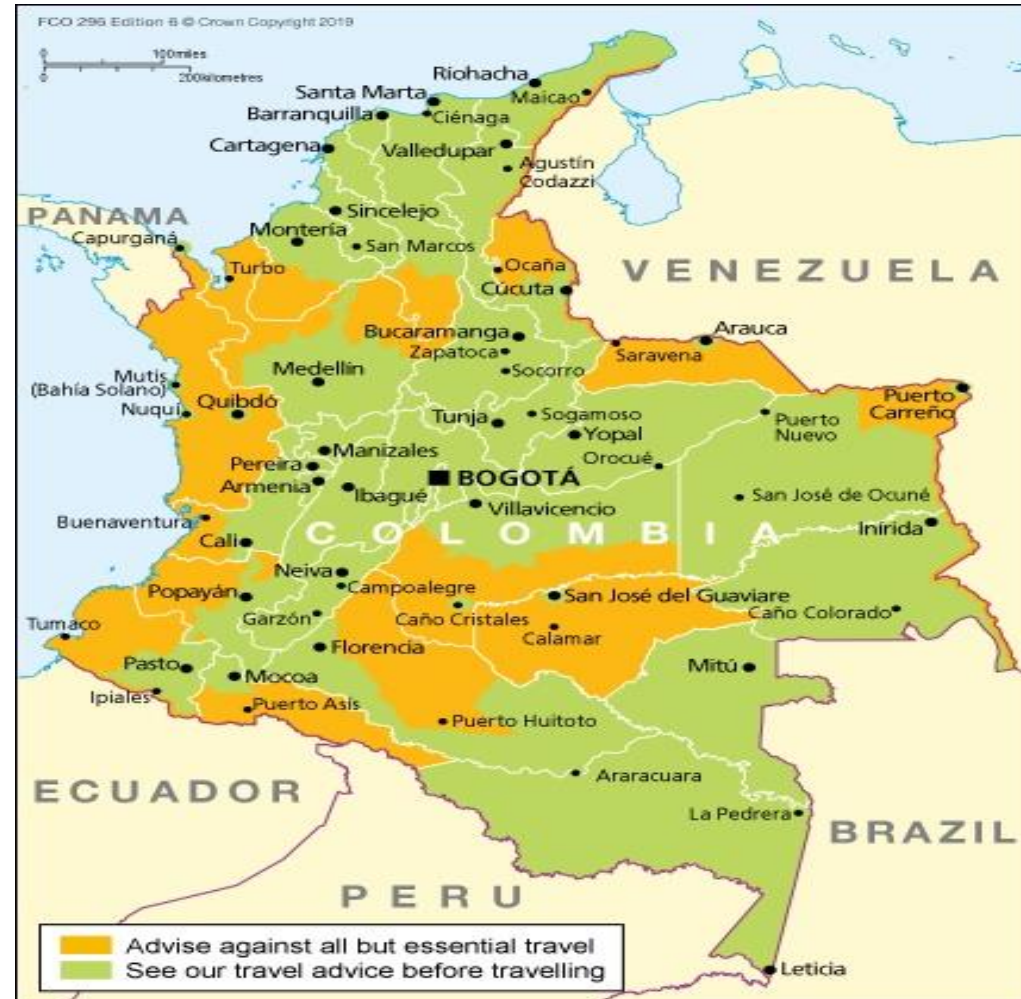 FCO 296 Edition 6 © Crown Copyright 2019
0 100miles
0 200kilometres
Ríohacha
Maicao
Santa Marta
Ciénaga
Barranquilla
Cartagena
Valledupar
Agustín
Codazzi
Sincelejo
PANAMA
Capurganá
Montería
San Marcos
Turbo
Ocaña
VENEZUELA
Cúcuta
Bucaramanga
Arauca
Zapatoca
Saravena
Medellín
Socorro
Mutis
(Bahía Solano)
Nuquí
Quibdó
Puerto
Carreño
Tunja
Sogamoso
Puerto
Nuevo
Yopal
Manizales
Orocué
Pereira
Armenia
Ibagué
BOGOTÁ
San José de Ocuné
Villavicencio
Buenaventura
Inírida
COLOMBIA
Cali
Neiva
Campoalegre
Popayán
San José del Guaviare
Garzón
Caño Cristales
Caño Colorado
Tumaco
Calamar
Florencia
Pasto
Mitú
Mocoa
Ipiales
Puerto Asís
Puerto Huitoto
Araracuara
ECUADOR
La Pedrera
BRAZIL
PERU
Advise against all but essential travel
See our travel advice before travelling
Leticia